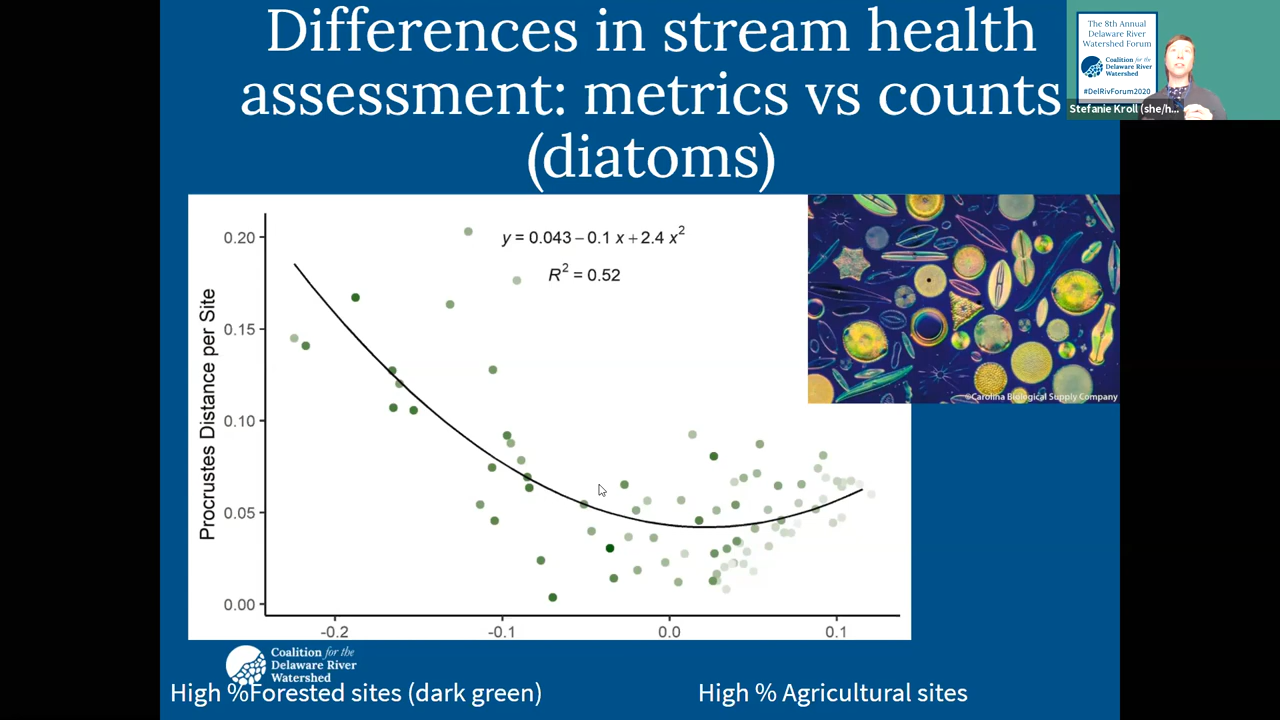 Differences in stream health
assessment: metrics vs counts
(diatoms)
The 8th Annual
Delaware River
Watershed Forum
Coalition for the
Delaware River
Watershed
#DelRivForum2020
Stefanie Kroll (she/h...
y = 0.043 – 0.1 x + 2.4 x²
R² = 0.52
Procrustes Distance per Site
0.20
0.15
0.10
0.05
0.00
-0.2 -0.1 0.0 0.1
©Carolina Biological Supply Company
Coalition for the
Delaware River
Watershed
High %Forested sites (dark green) High % Agricultural sites